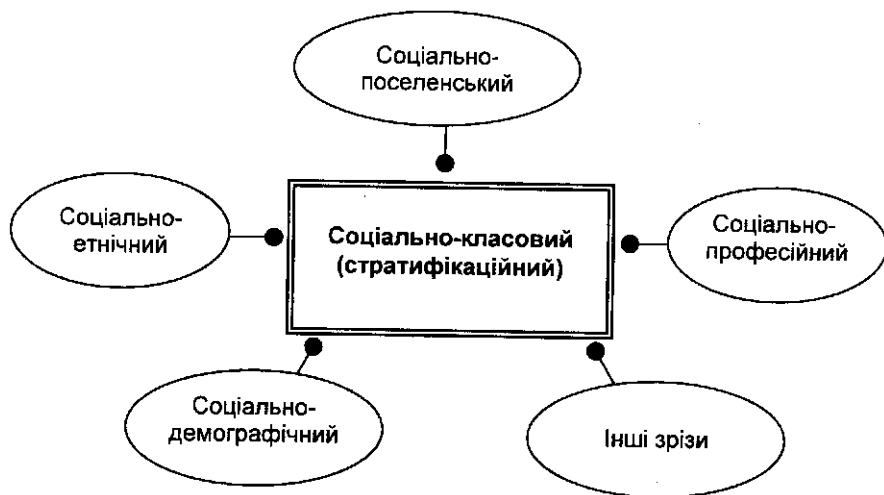 Соціально-
поселенський
Соціально-
етнічний
Соціально-класовий
(стратифікаційний)
Соціально-
професійний
Соціально-
демографічний
Інші зрізи